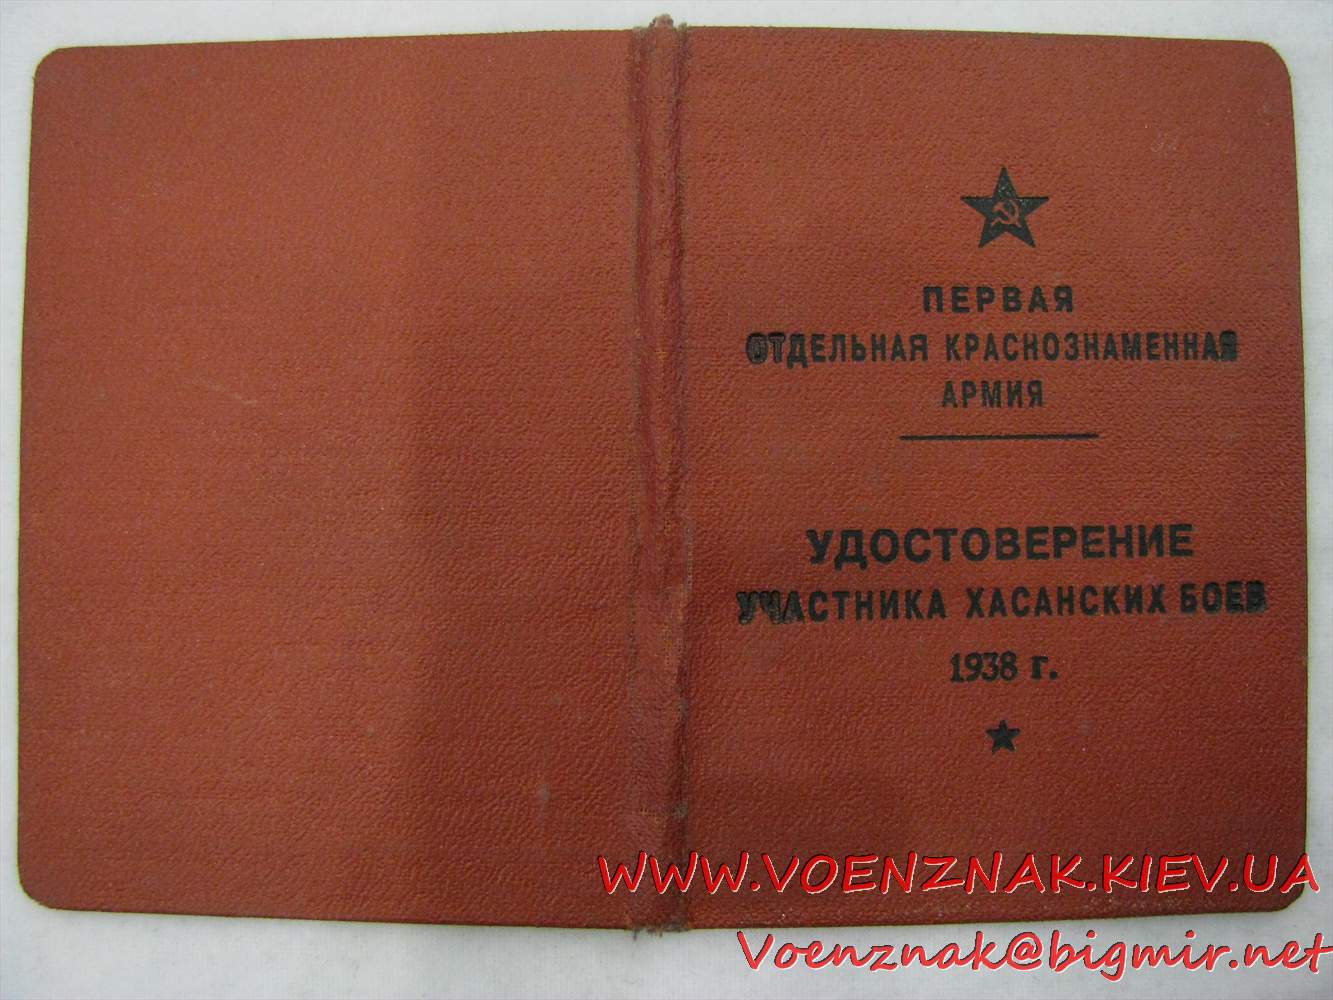 ПЕРВАЯ
ОТДЕЛЬНАЯ КРАСНОЗНАМЕННАЯ
АРМИЯ
УДОСТОВЕРЕНИЕ
УЧАСТНИКА ХАСАНСКИХ БОЕВ
1938 г.
WWW.VOENZNAK.KIEV.UA
Voenznak@bigmir.net